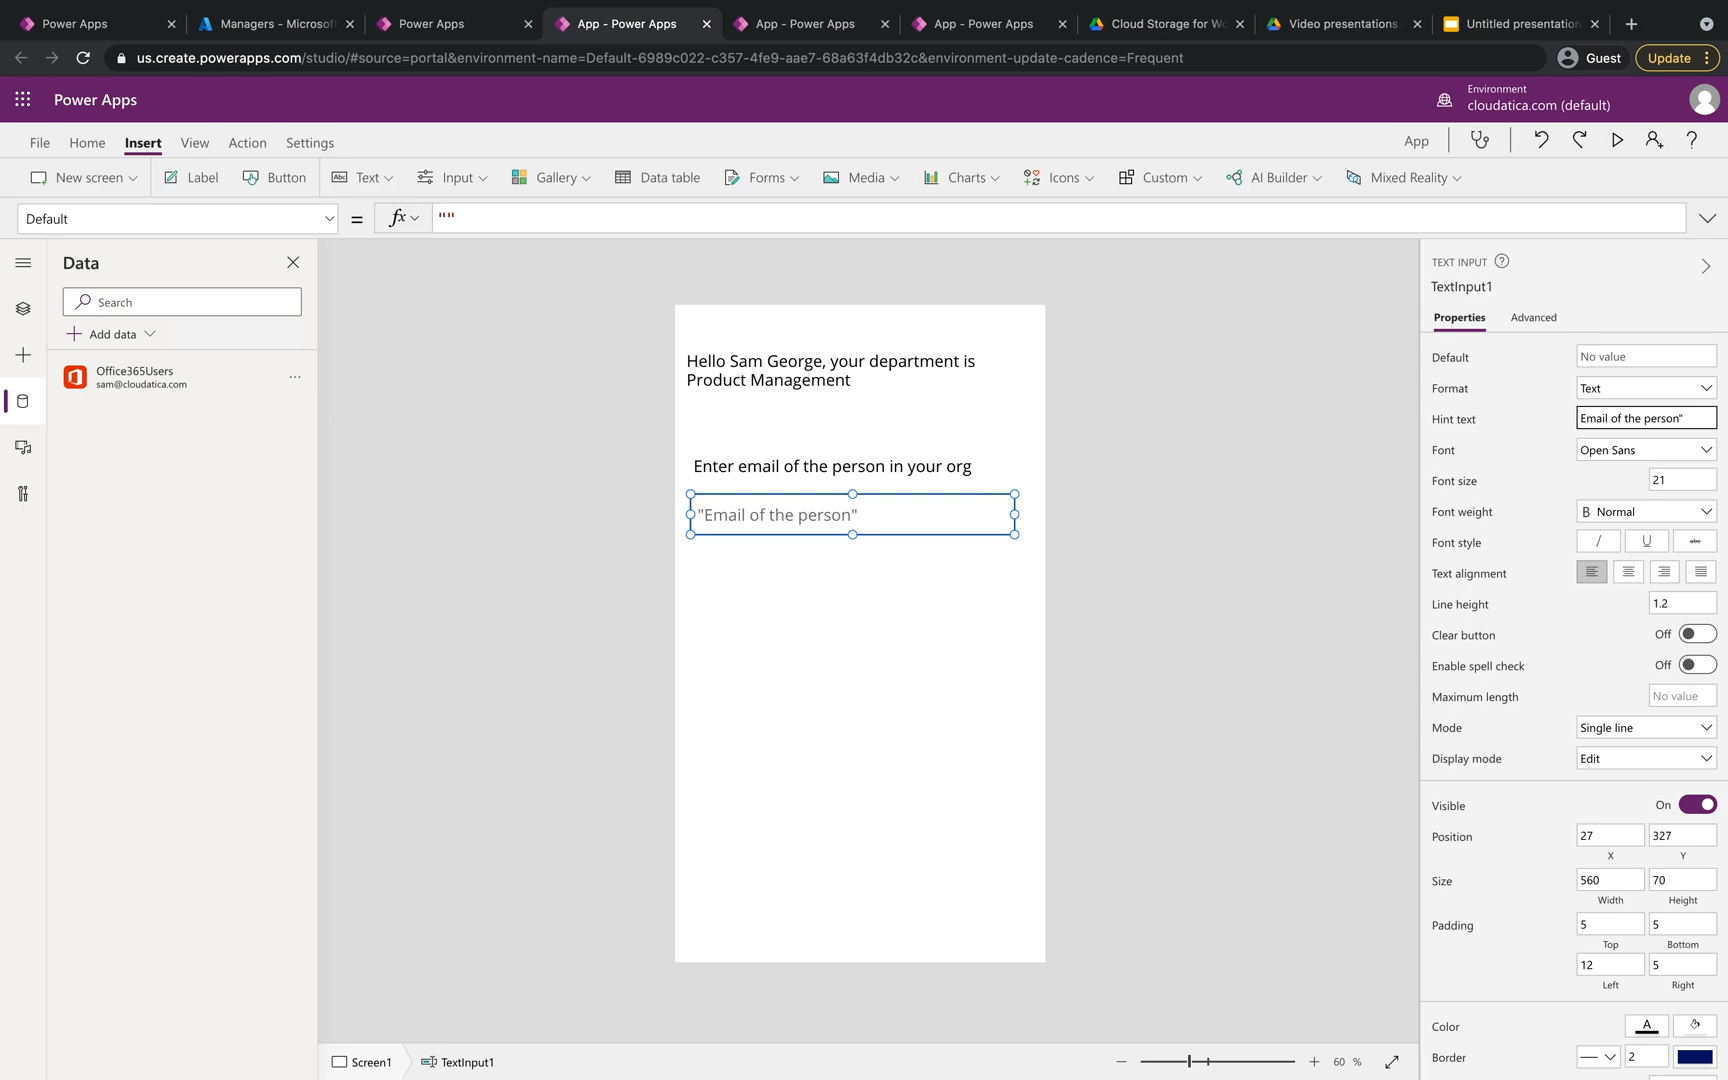 Power Apps
Managers - Microsof
Power Apps
App - Power Apps
App - Power Apps
App - Power Apps
Cloud Storage for Wo
Video presentations -
Untitled presentation
us.create.powerapps.com/studio/#source=portal&environment-name=Default-6989c022-c357-4fe9-aae7-68a63f4db32c&environment-update-cadence=Frequent
Guest
Update
Power Apps
Environment
cloudatica.com (default)
File
Home
Insert
View
Action
Settings
App
New screen
Label
Button
Text
Input
Gallery
Data table
Forms
Media
Charts
Icons
Custom
AI Builder
Mixed Reality
Default
=
fx
""
Data
Search
Add data
Office365Users
sam@cloudatica.com
Hello Sam George, your department is
Product Management
Enter email of the person in your org
"Email of the person"
TEXT INPUT
TextInput1
Properties
Advanced
Default
No value
Format
Text
Hint text
Email of the person"
Font
Open Sans
Font size
21
Font weight
B Normal
Font style
/ U abc
Text alignment
Line height
1.2
Clear button
Off
Enable spell check
Off
Maximum length
No value
Mode
Single line
Display mode
Edit
Visible
On
Position
27
327
X
Y
Size
560
70
Width
Height
Padding
5
5
Top
Bottom
12
5
Left
Right
Color
A
Border
2
Screen1
TextInput1
60 %